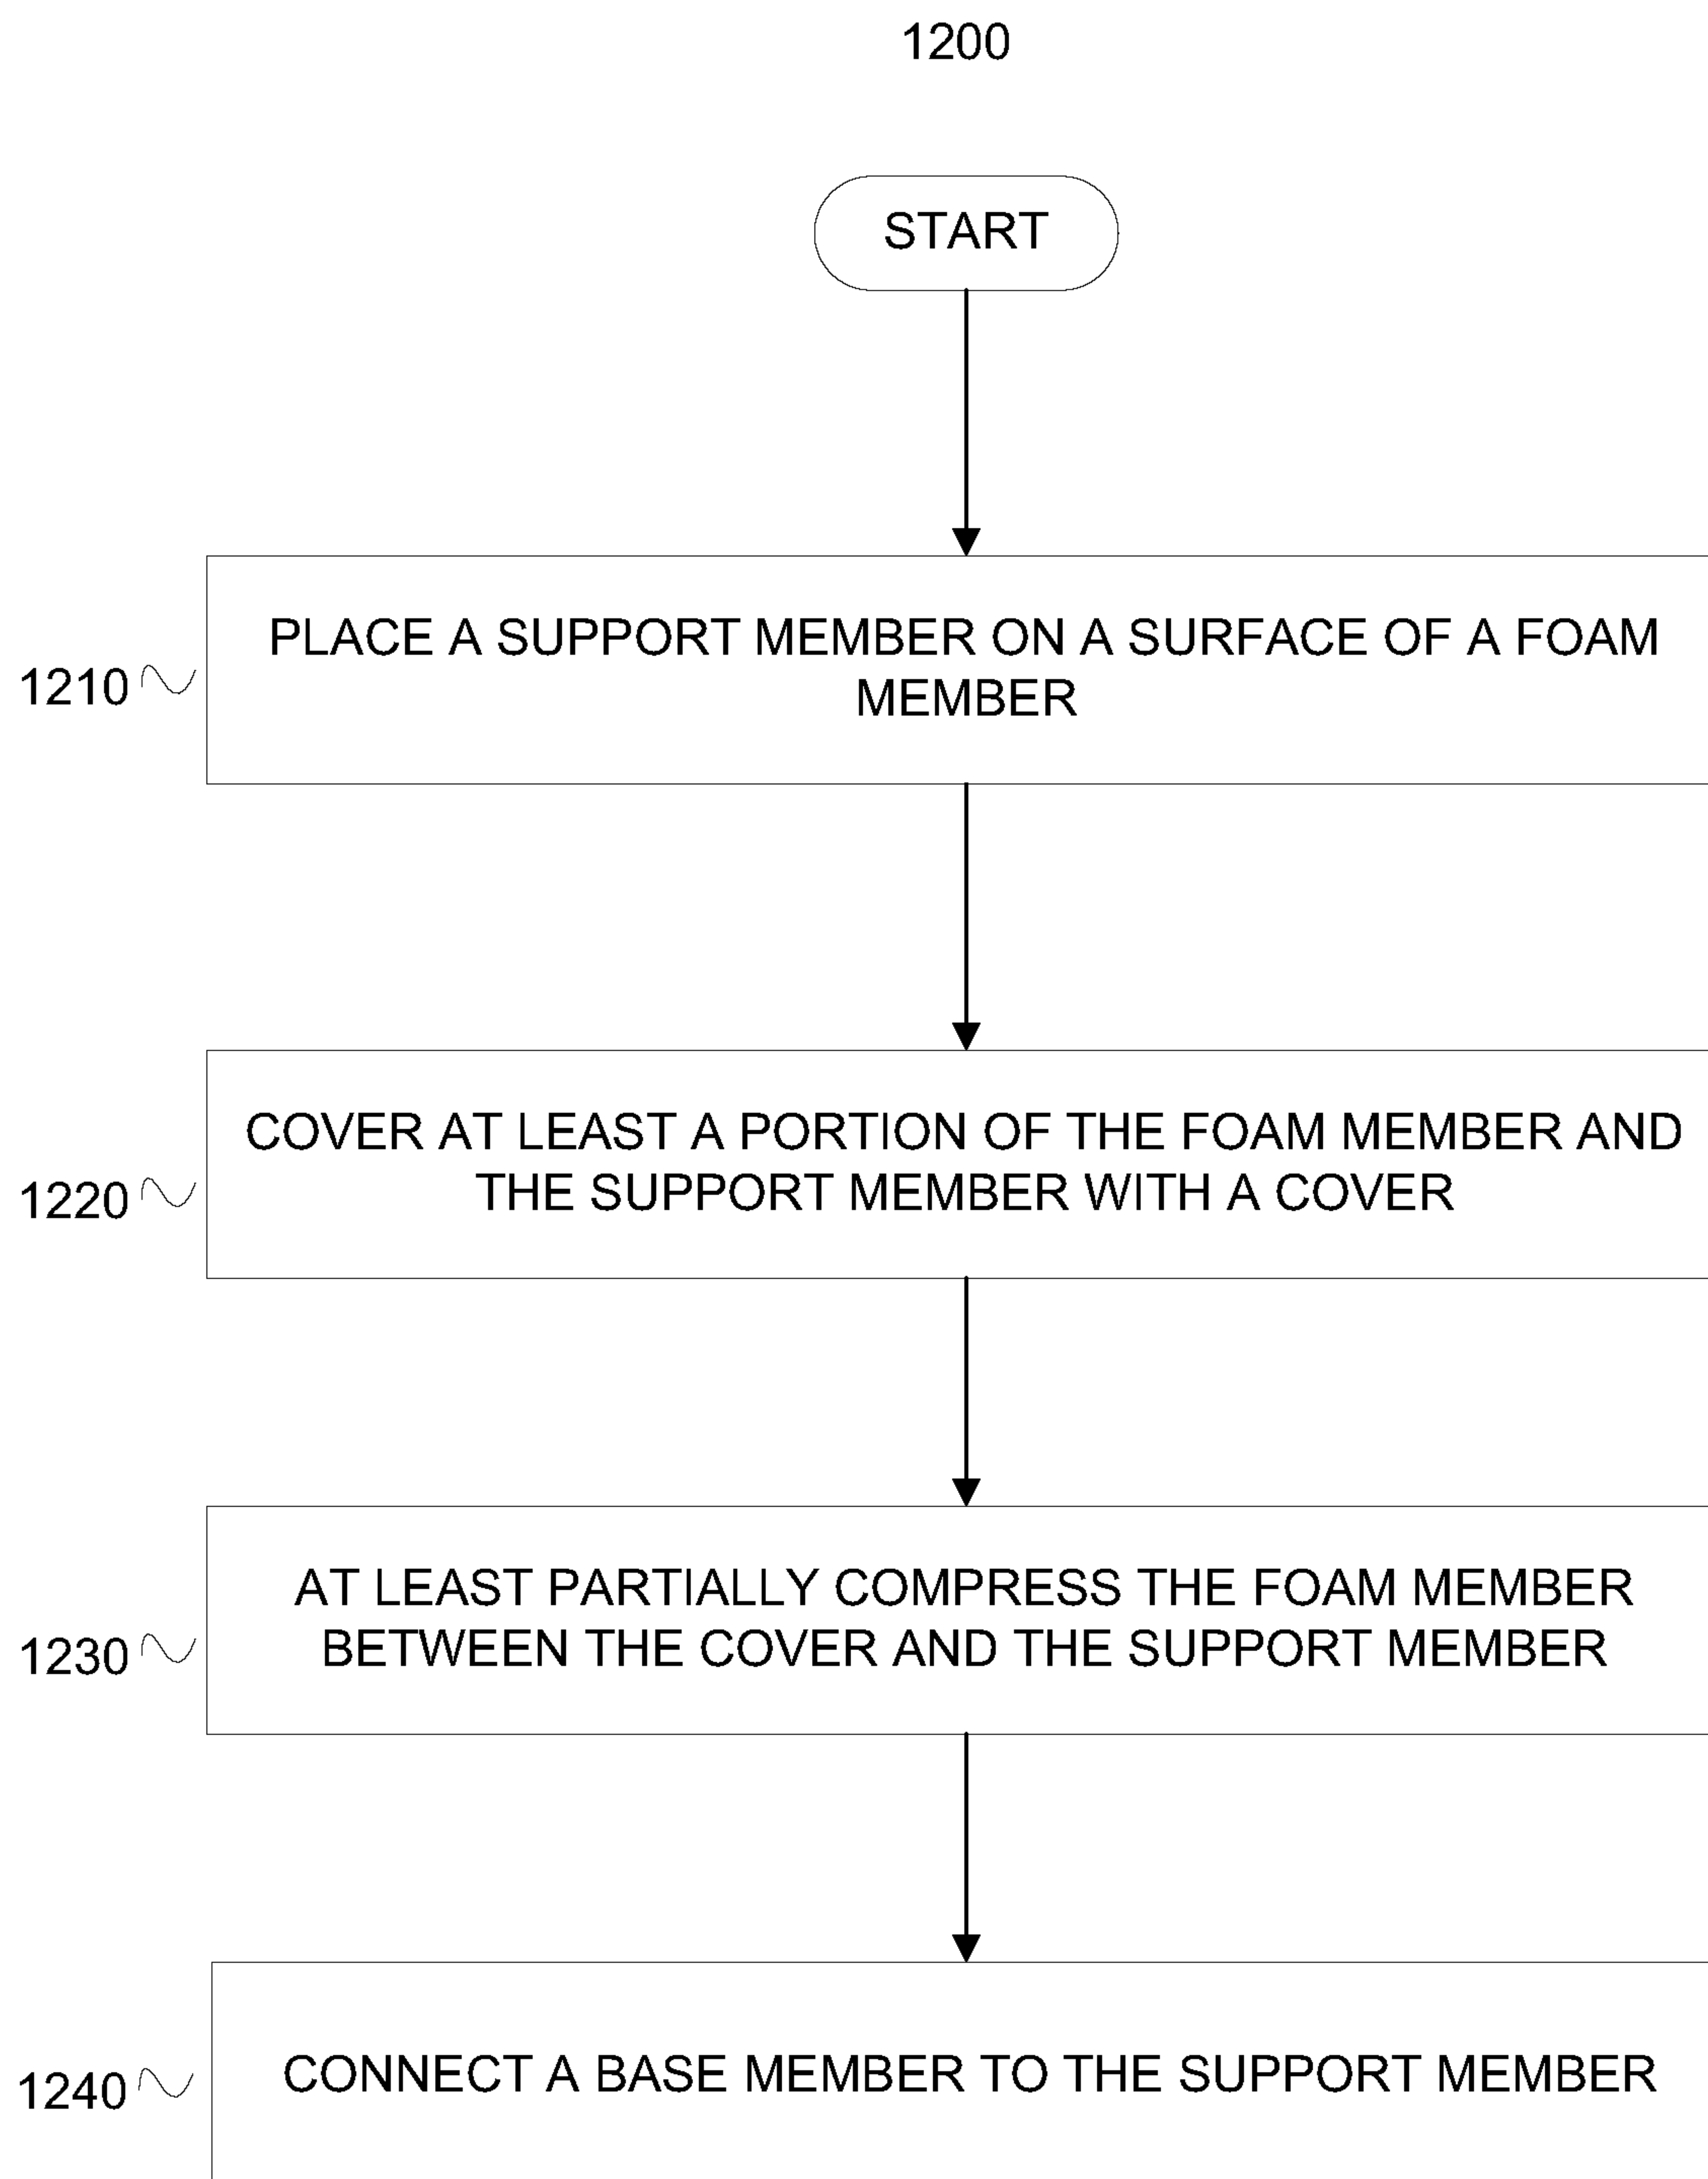 1200
START
PLACE A SUPPORT MEMBER ON A SURFACE OF A FOAM
MEMBER
1210
COVER AT LEAST A PORTION OF THE FOAM MEMBER AND
THE SUPPORT MEMBER WITH A COVER
1220
AT LEAST PARTIALLY COMPRESS THE FOAM MEMBER
BETWEEN THE COVER AND THE SUPPORT MEMBER
1230
CONNECT A BASE MEMBER TO THE SUPPORT MEMBER
1240